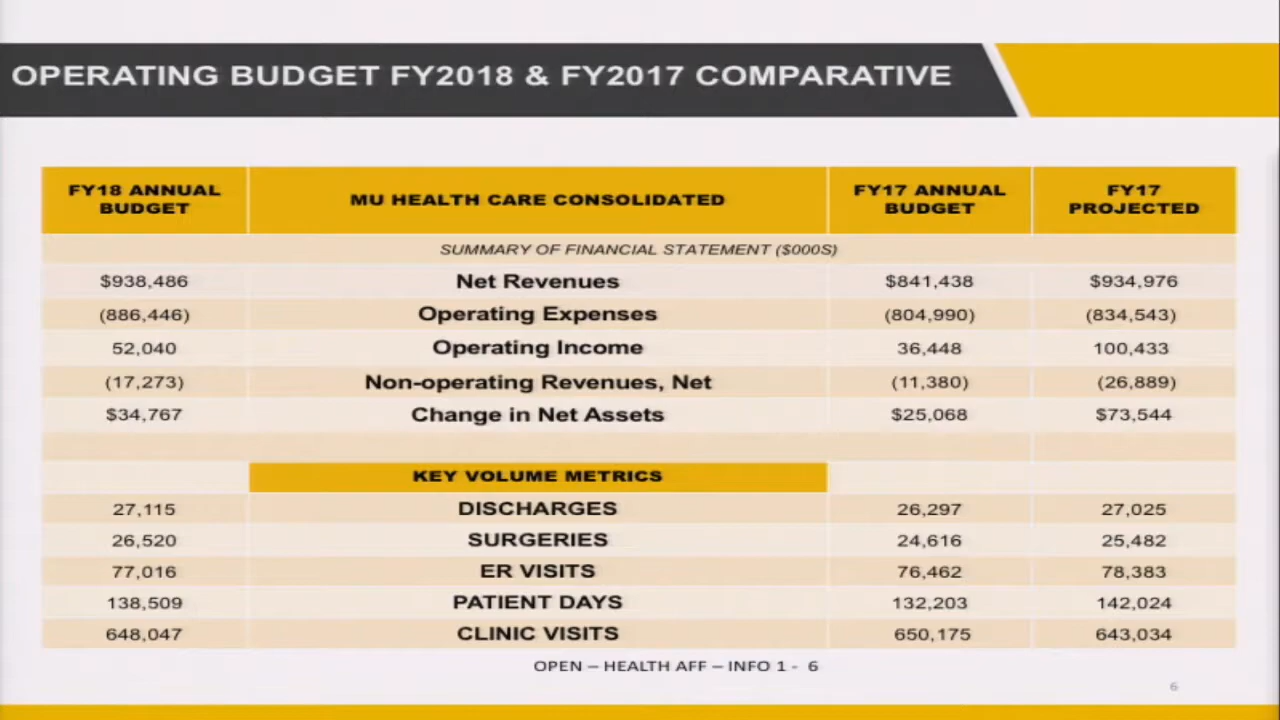 OPERATING BUDGET FY2018 & FY2017 COMPARATIVE
FY18 ANNUAL BUDGET MU HEALTH CARE CONSOLIDATED FY17 ANNUAL BUDGET FY17 PROJECTED
SUMMARY OF FINANCIAL STATEMENT ($000S)
$938,486 Net Revenues $841,438 $934,976
(886,446) Operating Expenses (804,990) (834,543)
52,040 Operating Income 36,448 100,433
(17,273) Non-operating Revenues, Net (11,380) (26,889)
$34,767 Change in Net Assets $25,068 $73,544
KEY VOLUME METRICS
27,115 DISCHARGES 26,297 27,025
26,520 SURGERIES 24,616 25,482
77,016 ER VISITS 76,462 78,383
138,509 PATIENT DAYS 132,203 142,024
648,047 CLINIC VISITS 650,175 643,034
OPEN – HEALTH AFF – INFO 1 - 6
6